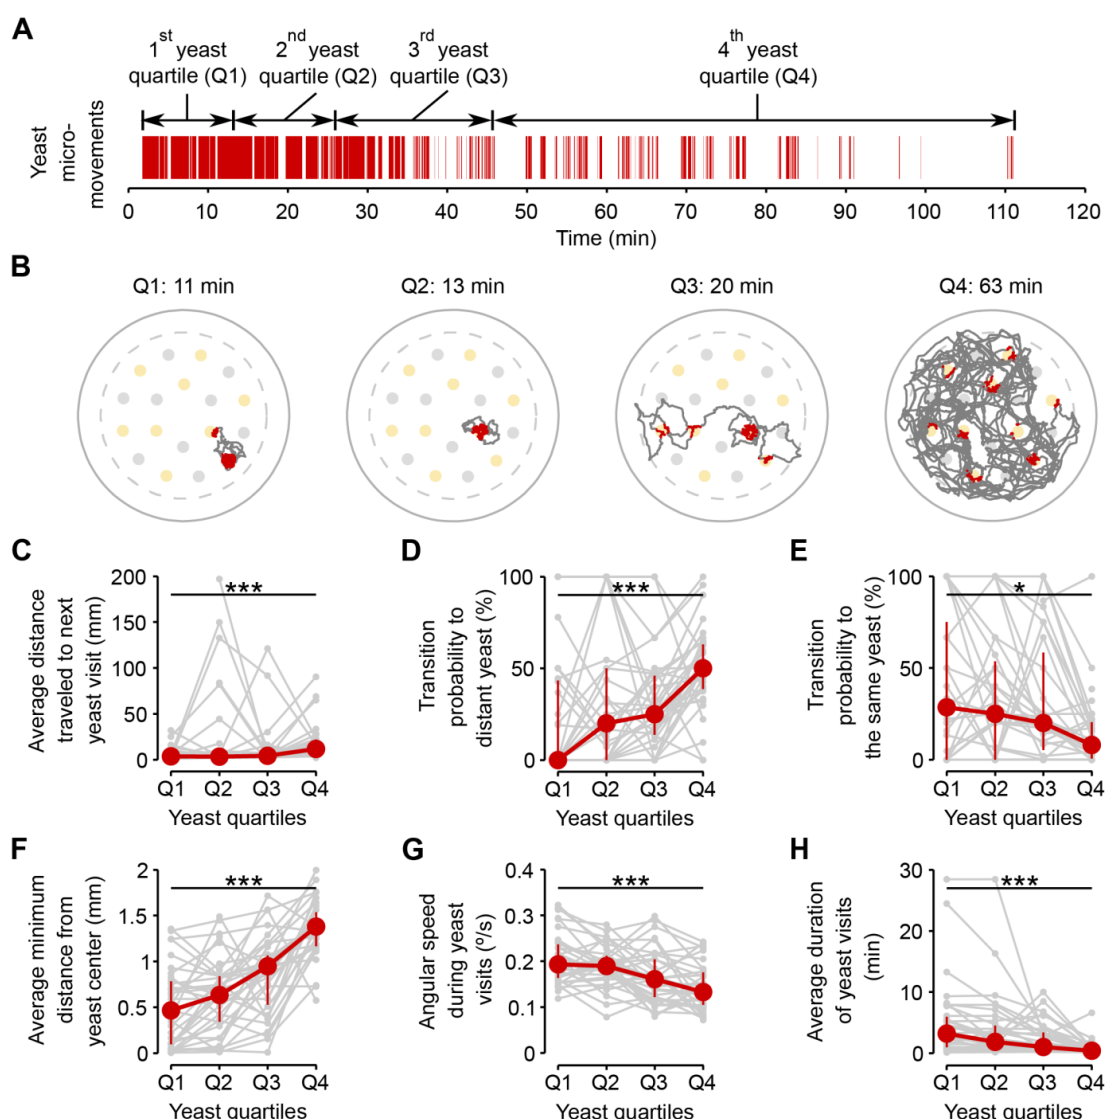 A
1st yeast
quartile (Q1)
2nd yeast
quartile (Q2)
3rd yeast
quartile (Q3)
4th yeast
quartile (Q4)
Yeast
micro-
movements
0 10 20 30 40 50 60 70 80 90 100 110 120
Time (min)
B
Q1: 11 min
Q2: 13 min
Q3: 20 min
Q4: 63 min
C
Average distance
traveled to next
yeast visit (mm)
200
150
100
50
0
***
Q1 Q2 Q3 Q4
Yeast quartiles
D
Transition
probability to
distant yeast (%)
100
50
0
***
Q1 Q2 Q3 Q4
Yeast quartiles
E
Transition
probability to
the same yeast (%)
100
50
0
*
Q1 Q2 Q3 Q4
Yeast quartiles
F
Average minimum
distance from
yeast center (mm)
2
1.5
1
0.5
0
***
Q1 Q2 Q3 Q4
Yeast quartiles
G
Angular speed
during yeast
visits (º/s)
0.4
0.3
0.2
0.1
0
***
Q1 Q2 Q3 Q4
Yeast quartiles
H
Average duration
of yeast visits
(min)
30
20
10
0
***
Q1 Q2 Q3 Q4
Yeast quartiles